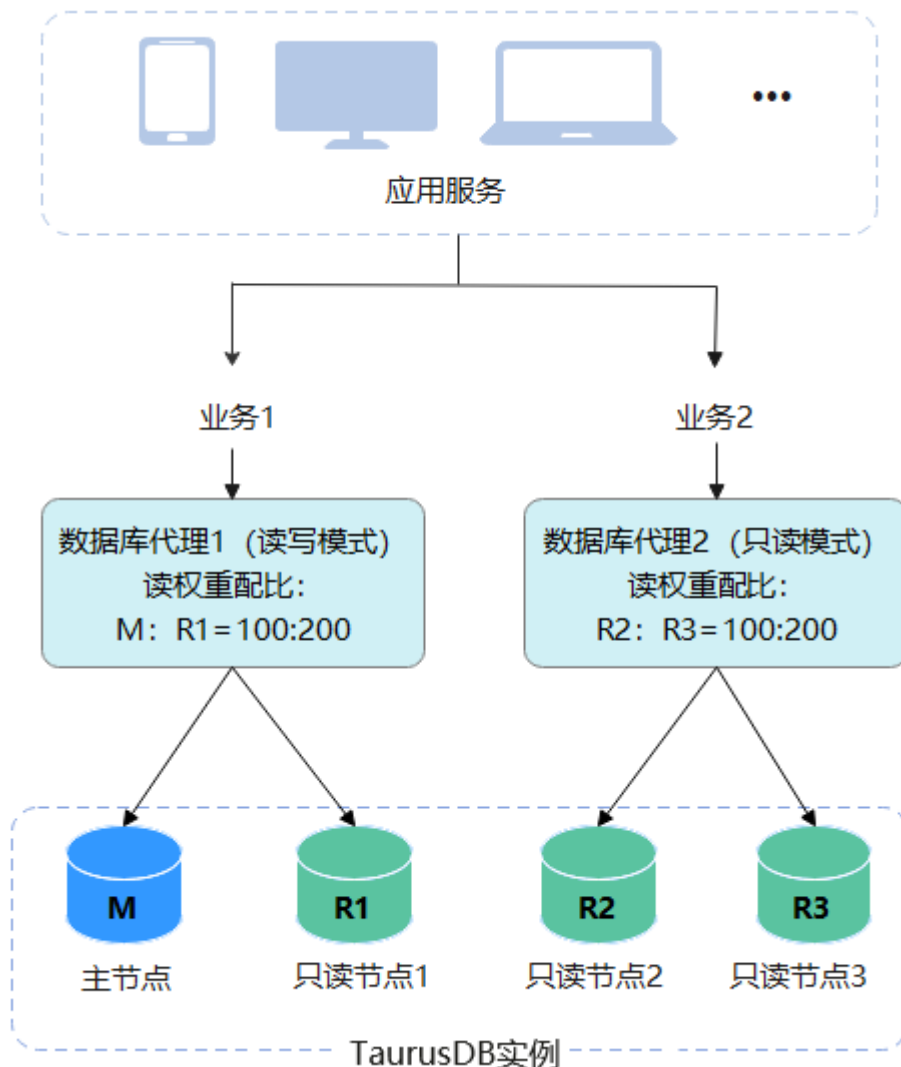 •••
应用服务
业务1
业务2
数据库代理1（读写模式）
读权重配比：
M：R1=100:200
数据库代理2（只读模式）
读权重配比：
R2：R3=100:200
M
R1
R2
R3
主节点
只读节点1
只读节点2
只读节点3
TaurusDB实例